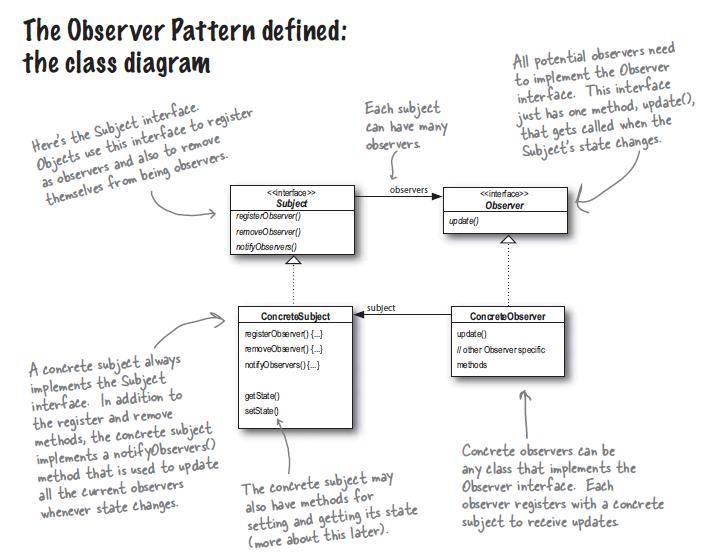 The Observer Pattern defined:
the class diagram
Here's the Subject interface.
Objects use this interface to register
as observers and also to remove
themselves from being observers.
Each subject
can have many
observers.
All potential observers need
to implement the Observer
interface. This interface
just has one method, update(),
that gets called when the
Subject's state changes.
<<interface>>
Subject
registerObserver()
removeObserver()
notifyObservers()
observers
<<interface>>
Observer
update()
ConcreteSubject
registerObserver() {...}
removeObserver() {...}
notifyObservers() {...}
getState()
setState()
subject
ConcreteObserver
update()
// other Observer specific
methods
A concrete subject always
implements the Subject
interface. In addition to
the register and remove
methods, the concrete subject
implements a notifyObservers()
method that is used to update
all the current observers
whenever state changes.
The concrete subject may
also have methods for
setting and getting its state
(more about this later).
Concrete observers can be
any class that implements the
Observer interface. Each
observer registers with a concrete
subject to receive updates.